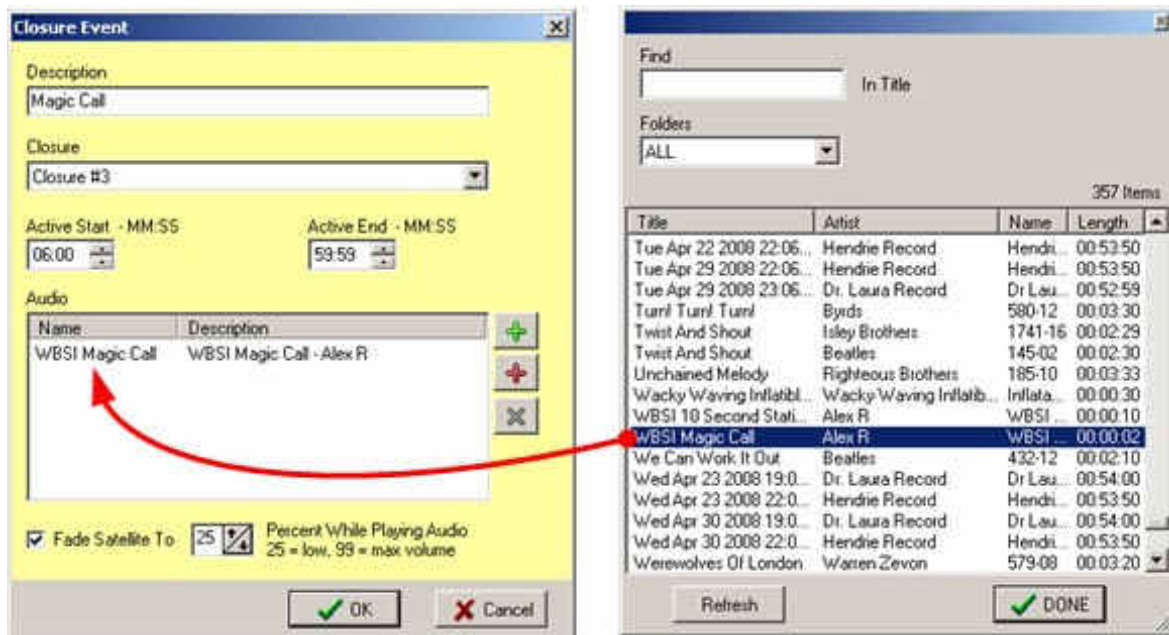 Closure Event
Description
Magic Call
Closure
Closure #3
Active Start - MM:SS Active End - MM:SS
06:00 59:59
Audio
Name Description
WBSI Magic Call WBSI Magic Call - Alex R
Fade Satellite To 25 Percent While Playing Audio
25 = low, 99 = max volume
OK Cancel
Find
In Title
Folders
ALL
357 Items
Title Artist Name Length
Tue Apr 22 2008 22:06... Hendrie Record Hendri... 00:53:50
Tue Apr 29 2008 22:06... Hendrie Record Hendri... 00:53:50
Tue Apr 29 2008 23:06... Dr. Laura Record Dr Lau... 00:52:59
Turn! Turn! Turn! Byrds 580-12 00:03:30
Twist And Shout Isley Brothers 1741-16 00:02:29
Twist And Shout Beatles 145-02 00:02:30
Unchained Melody Righteous Brothers 185-10 00:03:33
Wacky Waving Inflatibl... Wacky Waving Inflatib... Inflata... 00:00:30
WBSI 10 Second Stati... Alex R WBSI ... 00:00:10
WBSI Magic Call Alex R WBSI ... 00:00:02
We Can Work It Out Beatles 432-12 00:02:10
Wed Apr 23 2008 19:0... Dr. Laura Record Dr Lau... 00:54:00
Wed Apr 23 2008 22:0... Hendrie Record Hendri... 00:53:50
Wed Apr 30 2008 19:0... Dr. Laura Record Dr Lau... 00:54:00
Wed Apr 30 2008 22:0... Hendrie Record Hendri... 00:53:50
Werewolves Of London Warren Zevon 579-08 00:03:20
Refresh DONE